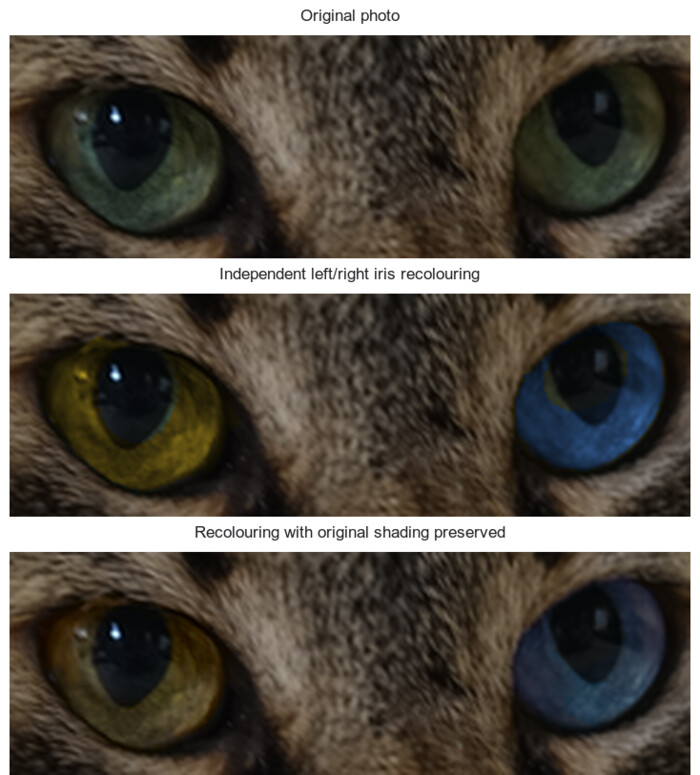 Original photo
Independent left/right iris recolouring
Recolouring with original shading preserved